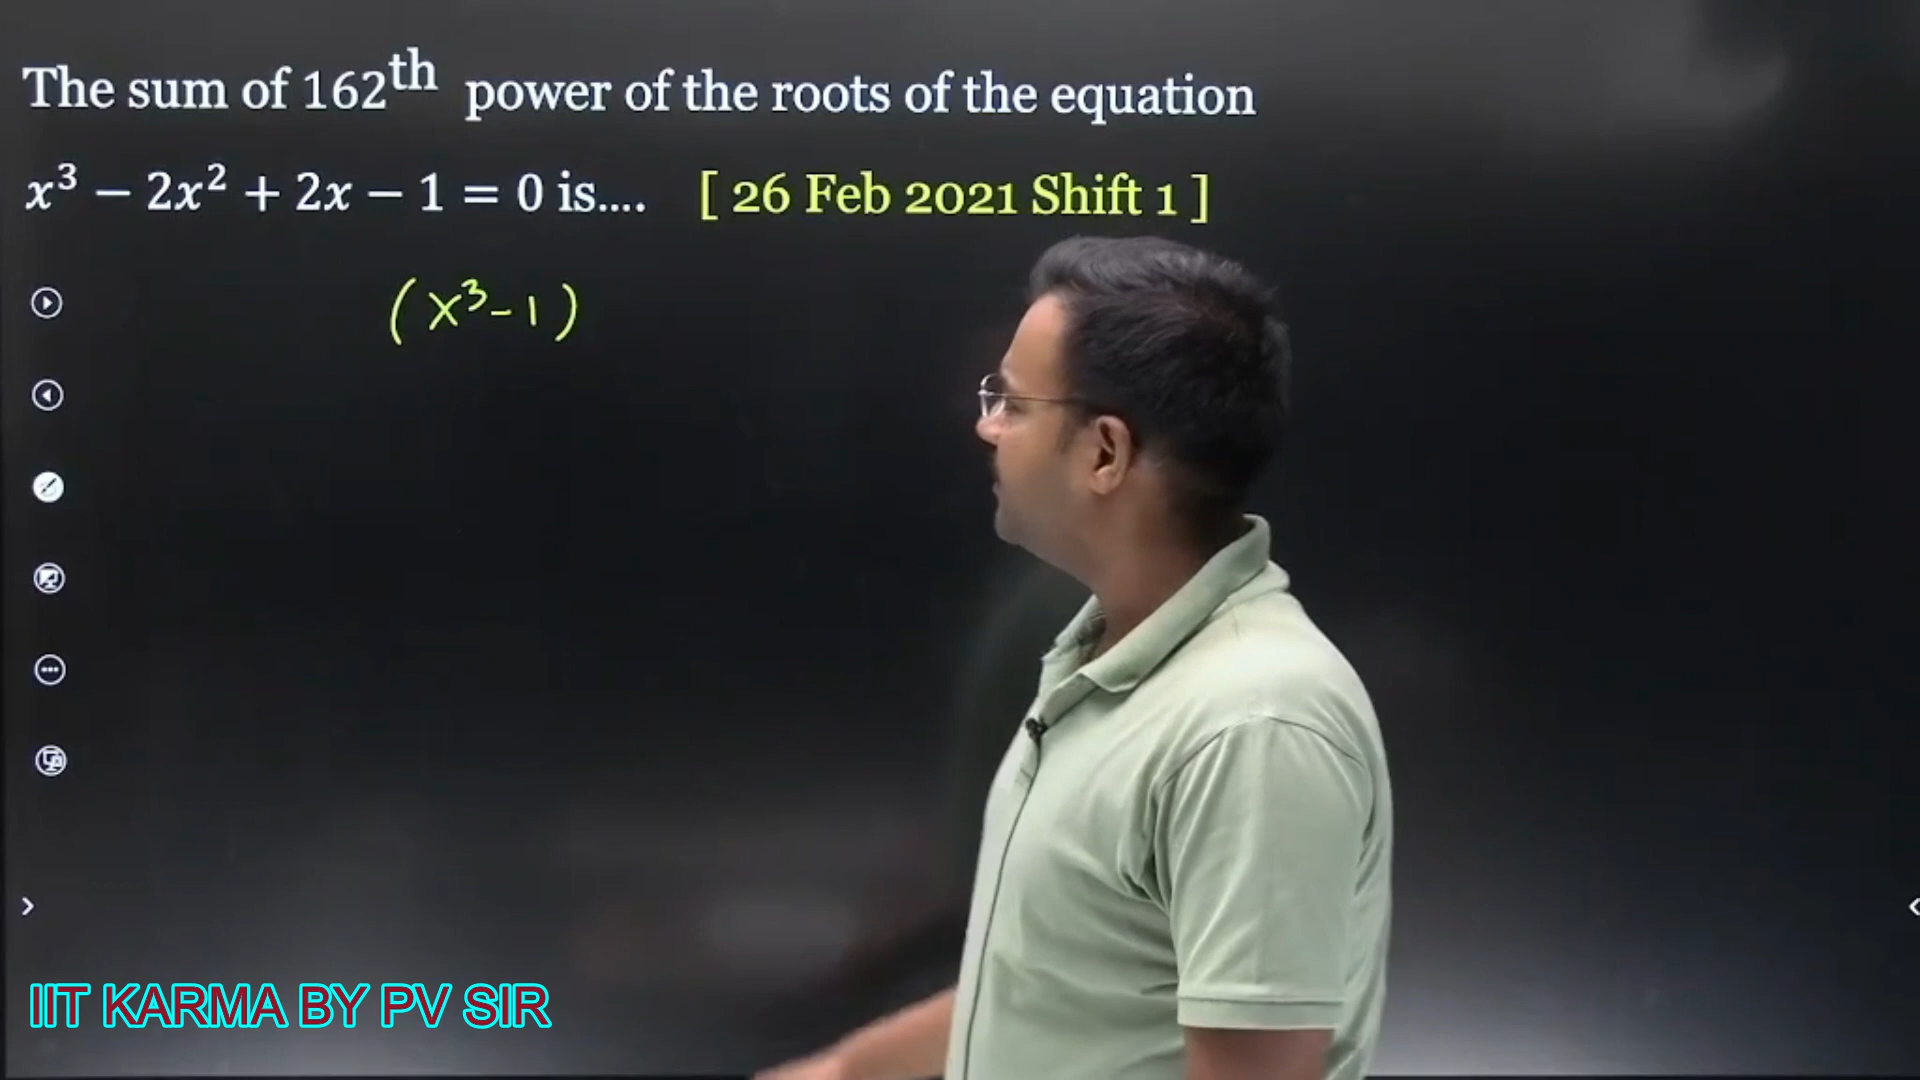 The sum of 162ᵗʰ power of the roots of the equation
x³ − 2x² + 2x − 1 = 0 is.... [ 26 Feb 2021 Shift 1 ]
(x³-1)
IIT KARMA BY PV SIR